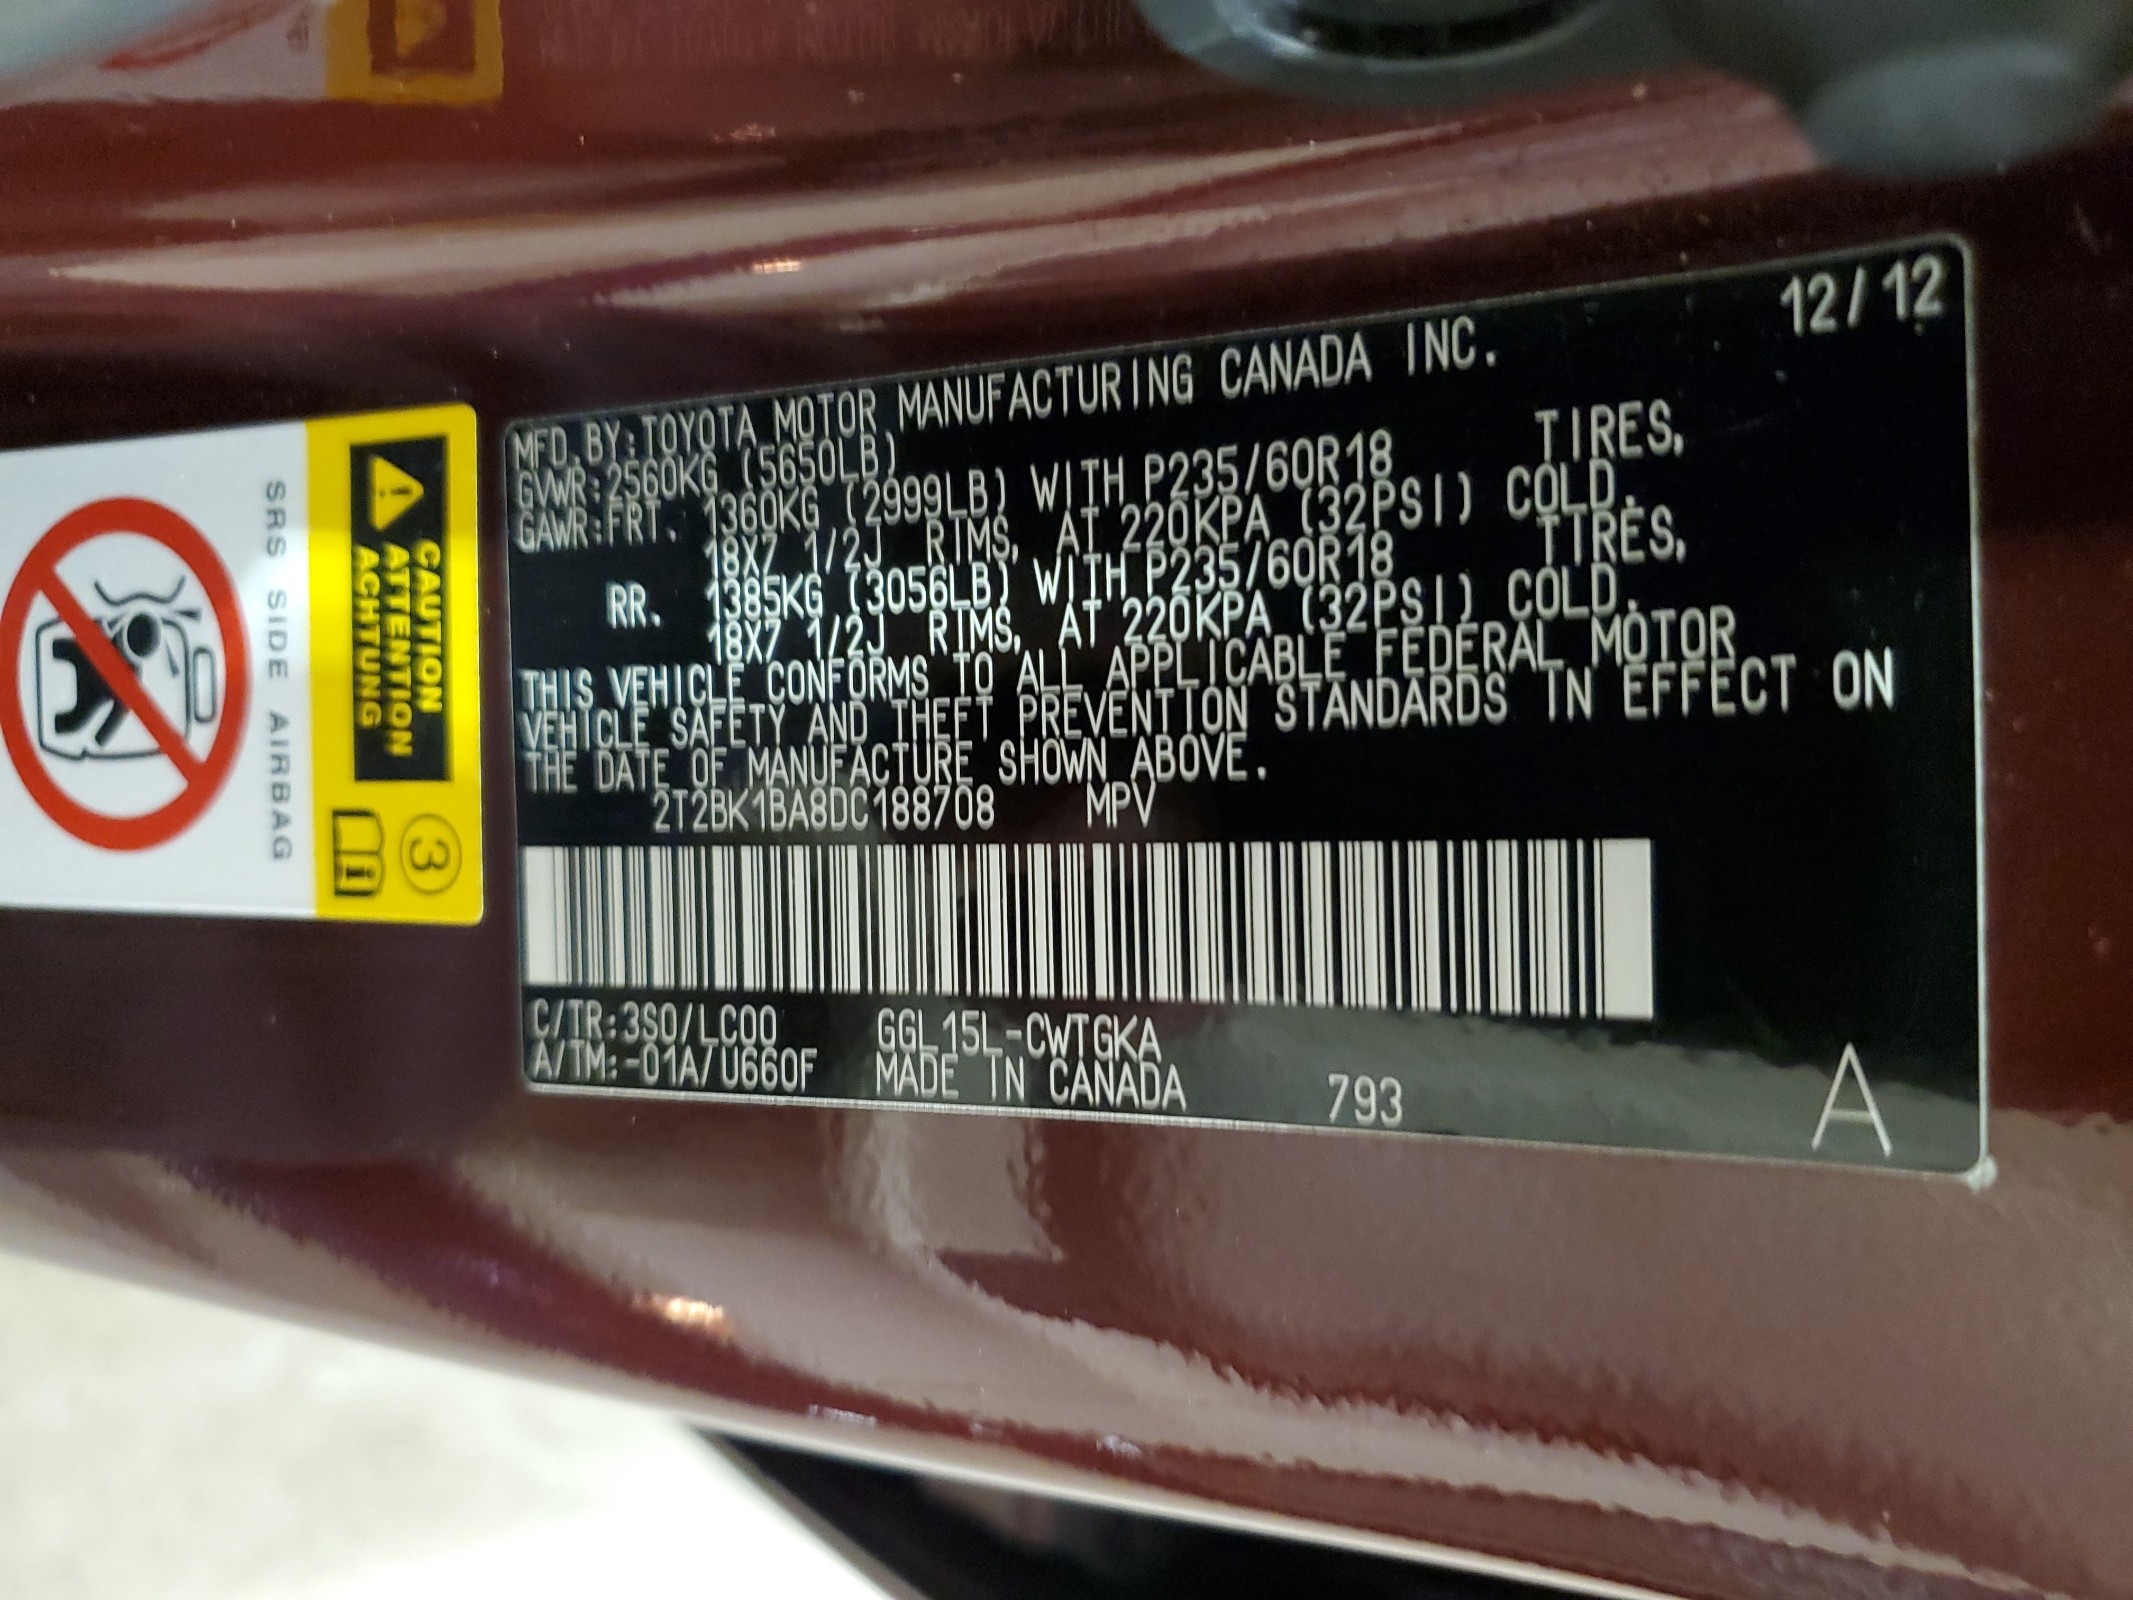 12/12
MFD. BY: TOYOTA MOTOR MANUFACTURING CANADA INC.
GVWR: 2560KG (5650LB)
GAWR: FRT. 1360KG (2999LB) WITH P235/60R18 TIRES,
18X7 1/2J RIMS, AT 220KPA (32PSI) COLD.
RR. 1385KG (3056LB) WITH P235/60R18 TIRES,
18X7 1/2J RIMS, AT 220KPA (32PSI) COLD.
THIS VEHICLE CONFORMS TO ALL APPLICABLE FEDERAL MOTOR
VEHICLE SAFETY AND THEFT PREVENTION STANDARDS IN EFFECT ON
THE DATE OF MANUFACTURE SHOWN ABOVE.
2T2BK1BA8DC188708 MPV
C/TR: 3S0/LC00 GGL15L-CWTGKA
A/TM: -01A/U660F MADE IN CANADA 793
A
CAUTION
ATTENTION
ACHTUNG
3
i
SRS SIDE AIRBAG